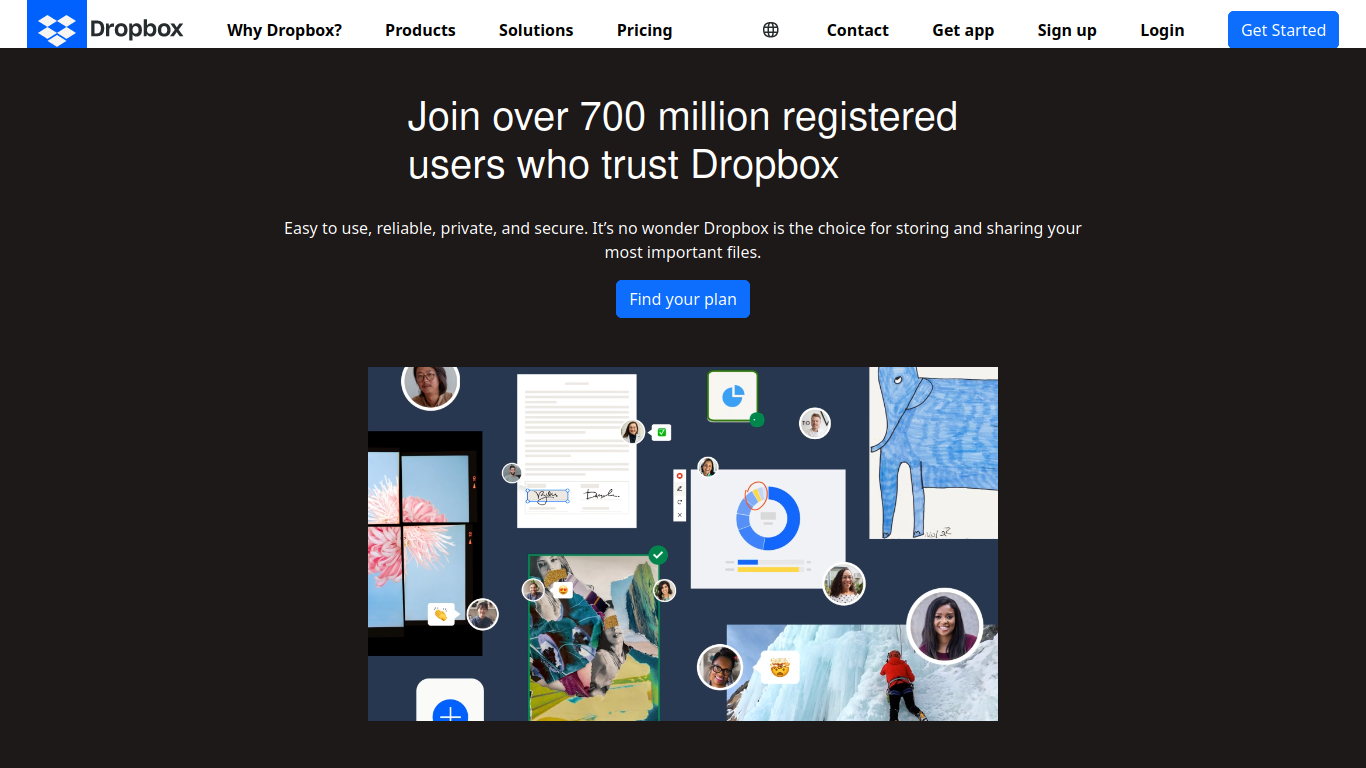 Dropbox Why Dropbox? Products Solutions Pricing Contact Get app Sign up Login Get Started
Join over 700 million registered
users who trust Dropbox
Easy to use, reliable, private, and secure. It’s no wonder Dropbox is the choice for storing and sharing your
most important files.
Find your plan